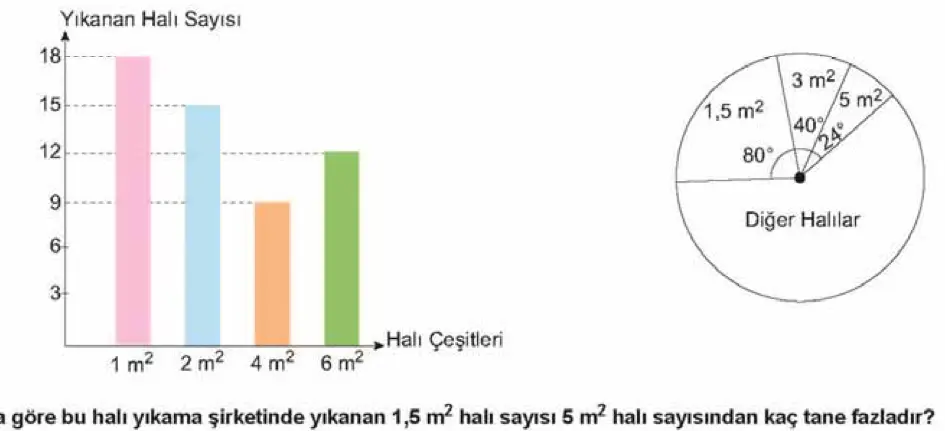 Yıkanan Halı Sayısı
18
15
12
9
6
3
1 m² 2 m² 4 m² 6 m²
Halı Çeşitleri
1,5 m²
3 m²
5 m²
80°
40°
24°
Diğer Halılar
a göre bu halı yıkama şirketinde yıkanan 1,5 m² halı sayısı 5 m² halı sayısından kaç tane fazladır?